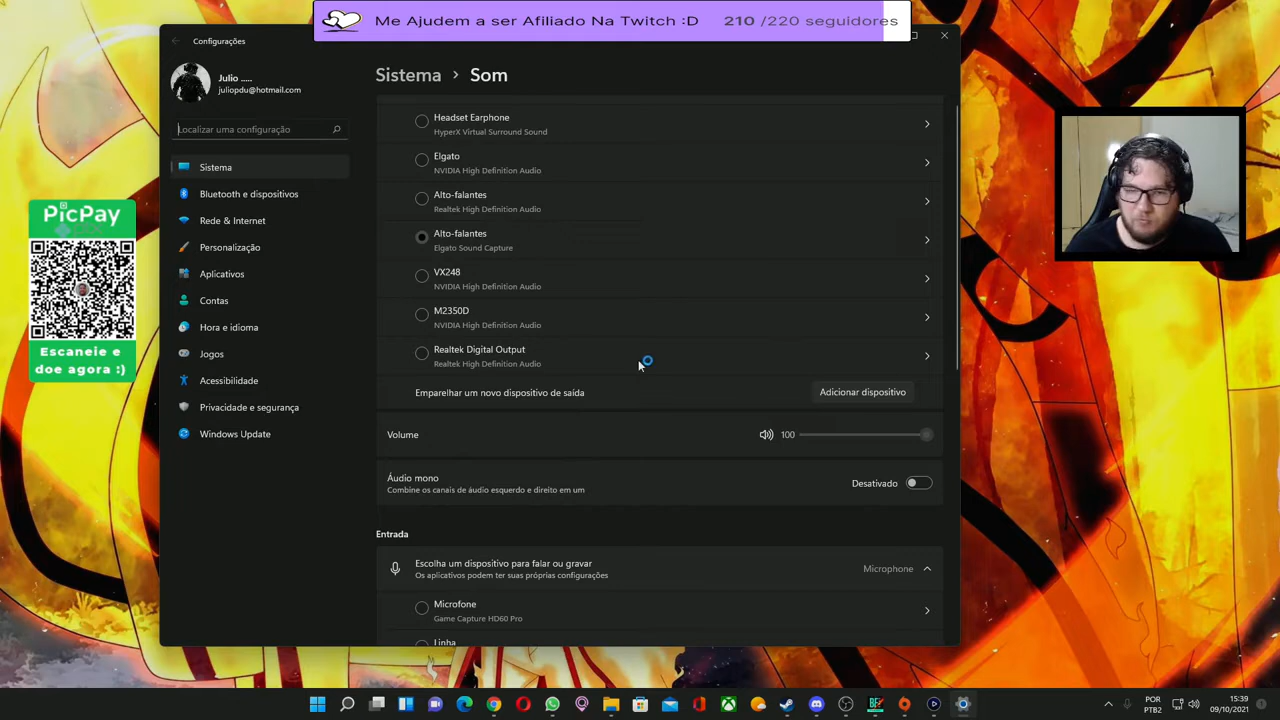 Me Ajudem a ser Afiliado Na Twitch :D 210 /220 seguidores
Configurações
Julio .....
juliopdu@hotmail.com
Localizar uma configuração
Sistema
Bluetooth e dispositivos
Rede & Internet
Personalização
Aplicativos
Contas
Hora e idioma
Jogos
Acessibilidade
Privacidade e segurança
Windows Update
PicPay
pix
Escaneie e
doe agora :)
Sistema > Som
Headset Earphone
HyperX Virtual Surround Sound
Elgato
NVIDIA High Definition Audio
Alto-falantes
Realtek High Definition Audio
Alto-falantes
Elgato Sound Capture
VX248
NVIDIA High Definition Audio
M2350D
NVIDIA High Definition Audio
Realtek Digital Output
Realtek High Definition Audio
Emparelhar um novo dispositivo de saída
Adicionar dispositivo
Volume
100
Áudio mono
Combine os canais de áudio esquerdo e direito em um
Desativado
Entrada
Escolha um dispositivo para falar ou gravar
Os aplicativos podem ter suas próprias configurações
Microphone
Microfone
Game Capture HD60 Pro
Linha
POR
PTB2
15:39
09/10/2021